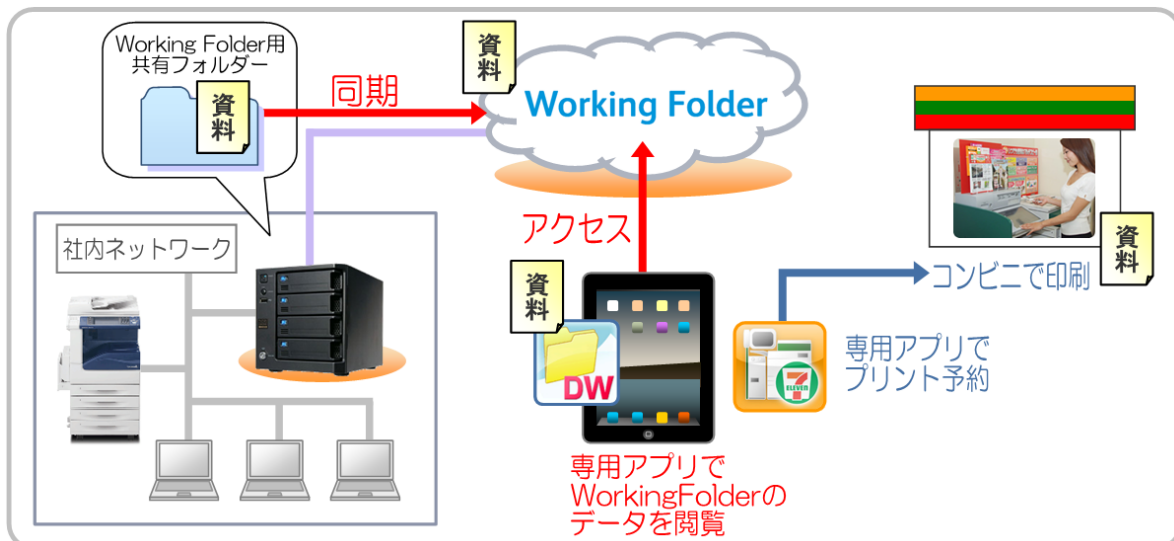 Working Folder用
共有フォルダー
資料
同期
資料
Working Folder
社内ネットワーク
アクセス
資料
DW
専用アプリで
WorkingFolderの
データを閲覧
7
ELEVEN
専用アプリで
プリント予約
コンビニで印刷
資料